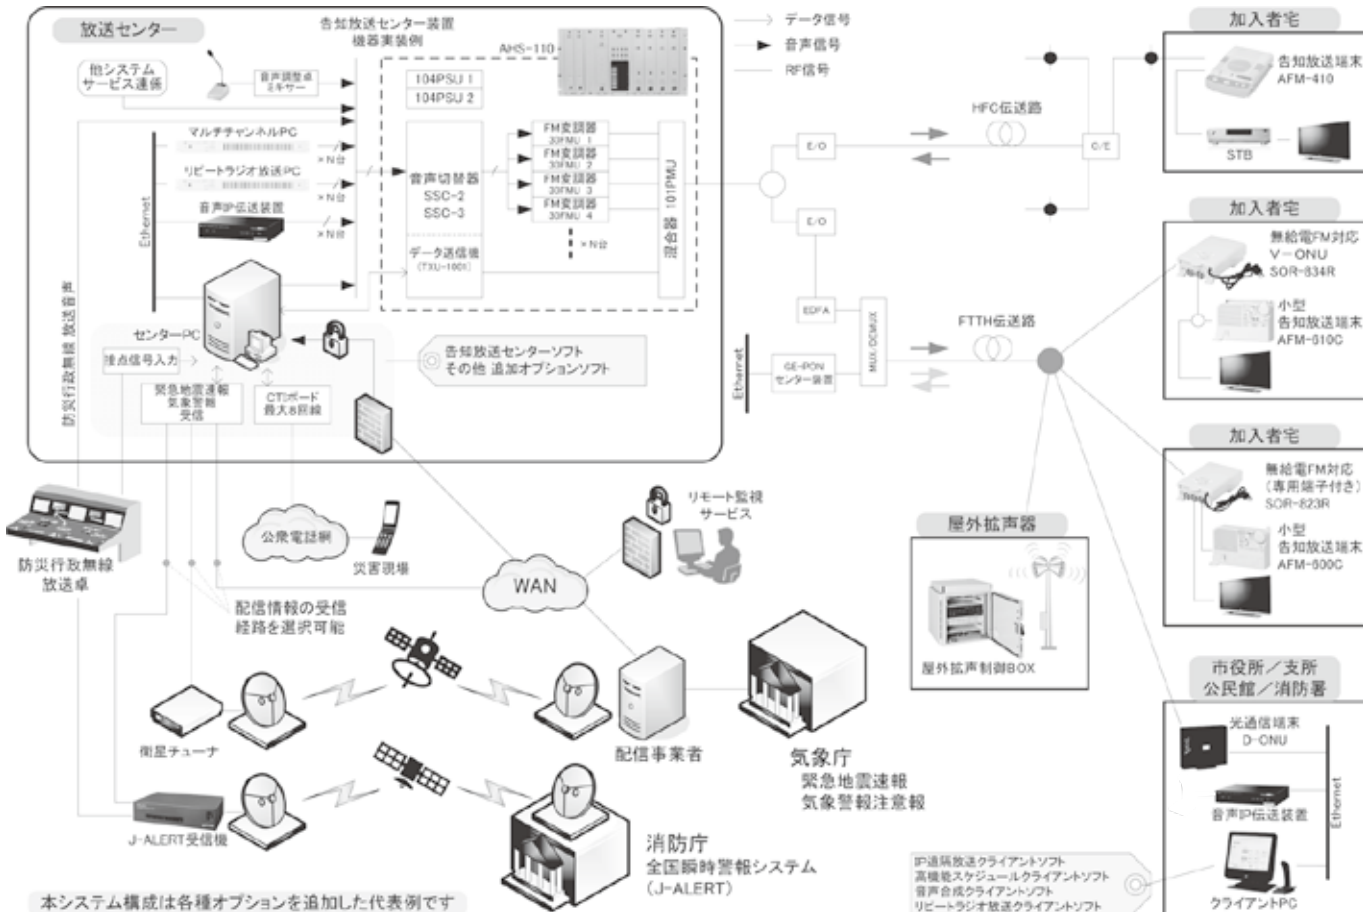 放送センター
他システム
サービス連係
音声調整卓
ミキサー
告知放送センター装置
機器実装例
AHS-110
104PSU 1
104PSU 2
マルチチャンネルPC
×N台
リピートラジオ放送PC
×N台
音声IP伝送装置
×N台
Ethernet
音声切替器
SSC-2
SSC-3
データ送信機
(TXU-1001)
FM変調器
30FMU 1
FM変調器
30FMU 2
FM変調器
30FMU 3
FM変調器
30FMU 4
×N台
混合器 101PMU
防災行政無線 放送音声
センターPC
接点信号入力
緊急地震速報
気象警報
受信
CTIボード
最大8回線
告知放送センターソフト
その他 追加オプションソフト
データ信号
音声信号
RF信号
E/O
E/O
HFC伝送路
O/E
EDFA
MUX/DEMUX
Ethernet
GE-PON
センター装置
FTTH伝送路
加入者宅
告知放送端末
AFM-410
STB
加入者宅
無給電FM対応
V-ONU
SOR-834R
小型
告知放送端末
AFM-610C
加入者宅
無給電FM対応
(専用端子付き)
SOR-823R
小型
告知放送端末
AFM-600C
屋外拡声器
屋外拡声制御BOX
市役所/支所
公民館/消防署
光通信端末
D-ONU
音声IP伝送装置
Ethernet
クライアントPC
IP遠隔放送クライアントソフト
高機能スケジュールクライアントソフト
音声合成クライアントソフト
リピートラジオ放送クライアントソフト
防災行政無線
放送卓
公衆電話網
災害現場
リモート監視
サービス
WAN
配信情報の受信
経路を選択可能
衛星チューナ
配信事業者
気象庁
緊急地震速報
気象警報注意報
J-ALERT受信機
消防庁
全国瞬時警報システム
(J-ALERT)
本システム構成は各種オプションを追加した代表例です